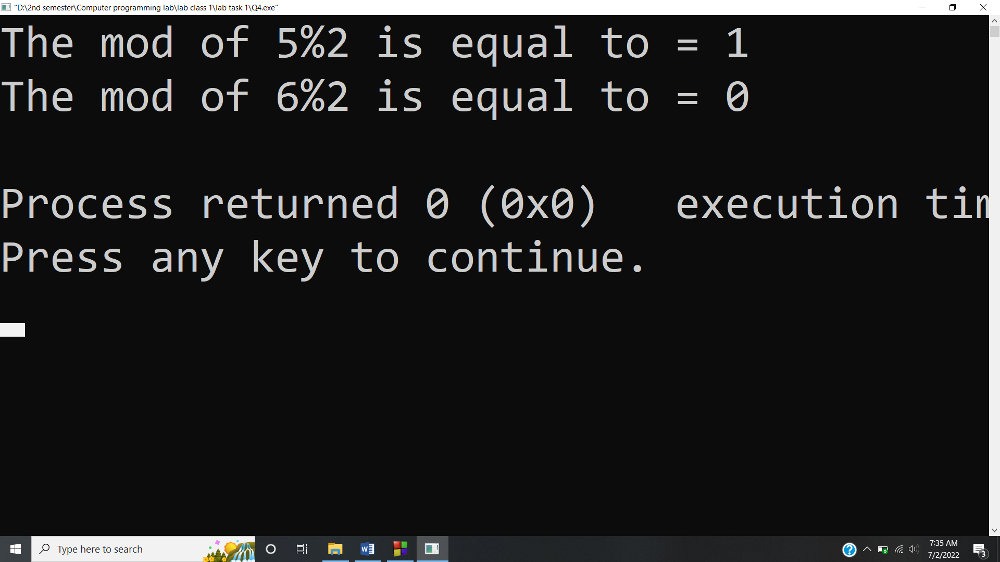 "D:\2nd semester\Computer programming lab\lab class 1\lab task 1\Q4.exe"
The mod of 5%2 is equal to = 1
The mod of 6%2 is equal to = 0
Process returned 0 (0x0)   execution tim
Press any key to continue.
Type here to search
7:35 AM
7/2/2022
3